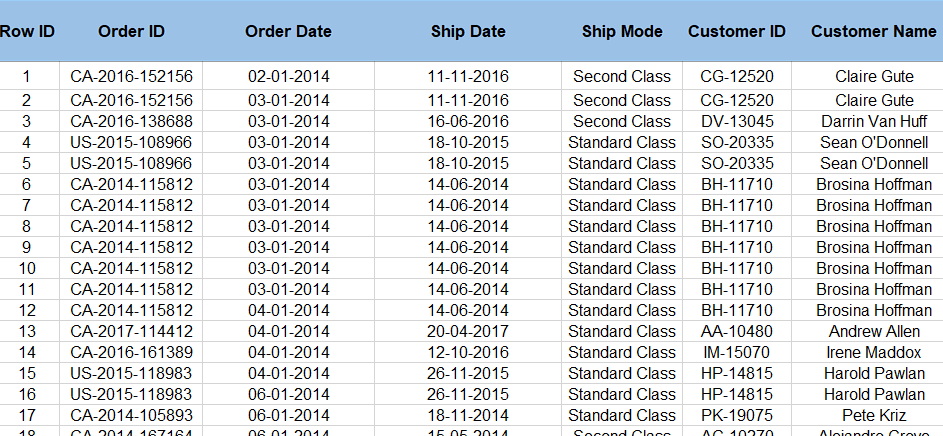 Row ID Order ID Order Date Ship Date Ship Mode Customer ID Customer Name
1 CA-2016-152156 02-01-2014 11-11-2016 Second Class CG-12520 Claire Gute
2 CA-2016-152156 03-01-2014 11-11-2016 Second Class CG-12520 Claire Gute
3 CA-2016-138688 03-01-2014 16-06-2016 Second Class DV-13045 Darrin Van Huff
4 US-2015-108966 03-01-2014 18-10-2015 Standard Class SO-20335 Sean O'Donnell
5 US-2015-108966 03-01-2014 18-10-2015 Standard Class SO-20335 Sean O'Donnell
6 CA-2014-115812 03-01-2014 14-06-2014 Standard Class BH-11710 Brosina Hoffman
7 CA-2014-115812 03-01-2014 14-06-2014 Standard Class BH-11710 Brosina Hoffman
8 CA-2014-115812 03-01-2014 14-06-2014 Standard Class BH-11710 Brosina Hoffman
9 CA-2014-115812 03-01-2014 14-06-2014 Standard Class BH-11710 Brosina Hoffman
10 CA-2014-115812 03-01-2014 14-06-2014 Standard Class BH-11710 Brosina Hoffman
11 CA-2014-115812 03-01-2014 14-06-2014 Standard Class BH-11710 Brosina Hoffman
12 CA-2014-115812 04-01-2014 14-06-2014 Standard Class BH-11710 Brosina Hoffman
13 CA-2017-114412 04-01-2014 20-04-2017 Standard Class AA-10480 Andrew Allen
14 CA-2016-161389 04-01-2014 12-10-2016 Standard Class IM-15070 Irene Maddox
15 US-2015-118983 04-01-2014 26-11-2015 Standard Class HP-14815 Harold Pawlan
16 US-2015-118983 06-01-2014 26-11-2015 Standard Class HP-14815 Harold Pawlan
17 CA-2014-105893 06-01-2014 18-11-2014 Standard Class PK-19075 Pete Kriz
18 CA-2014-167164 06-01-2014 15-05-2014 Second Class AG-10270 Alejandro Grove